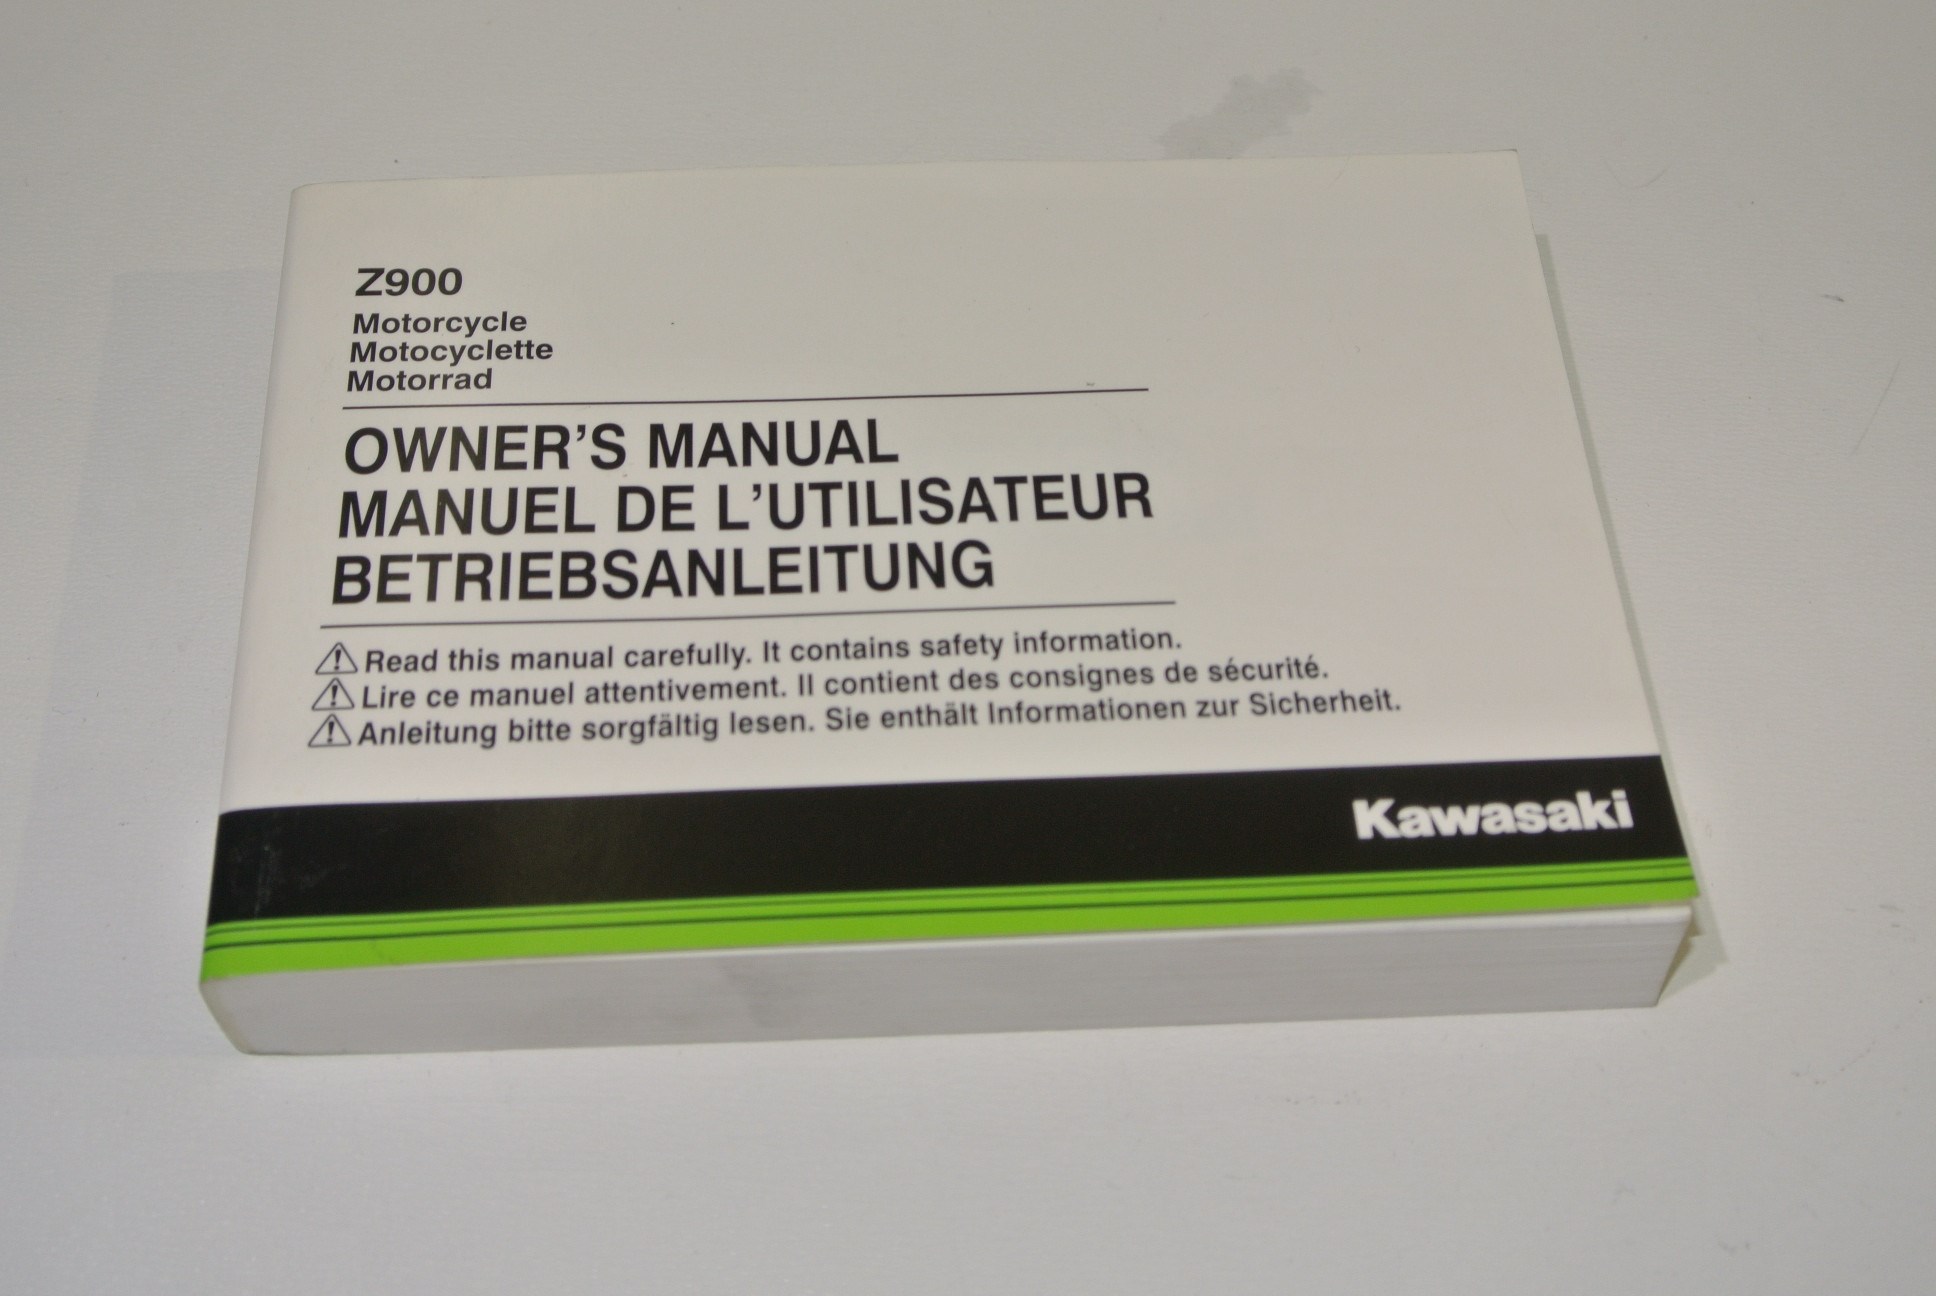 Z900
Motorcycle
Motocyclette
Motorrad
OWNER'S MANUAL
MANUEL DE L'UTILISATEUR
BETRIEBSANLEITUNG
Read this manual carefully. It contains safety information.
Lire ce manuel attentivement. Il contient des consignes de sécurité.
Anleitung bitte sorgfältig lesen. Sie enthält Informationen zur Sicherheit.
Kawasaki